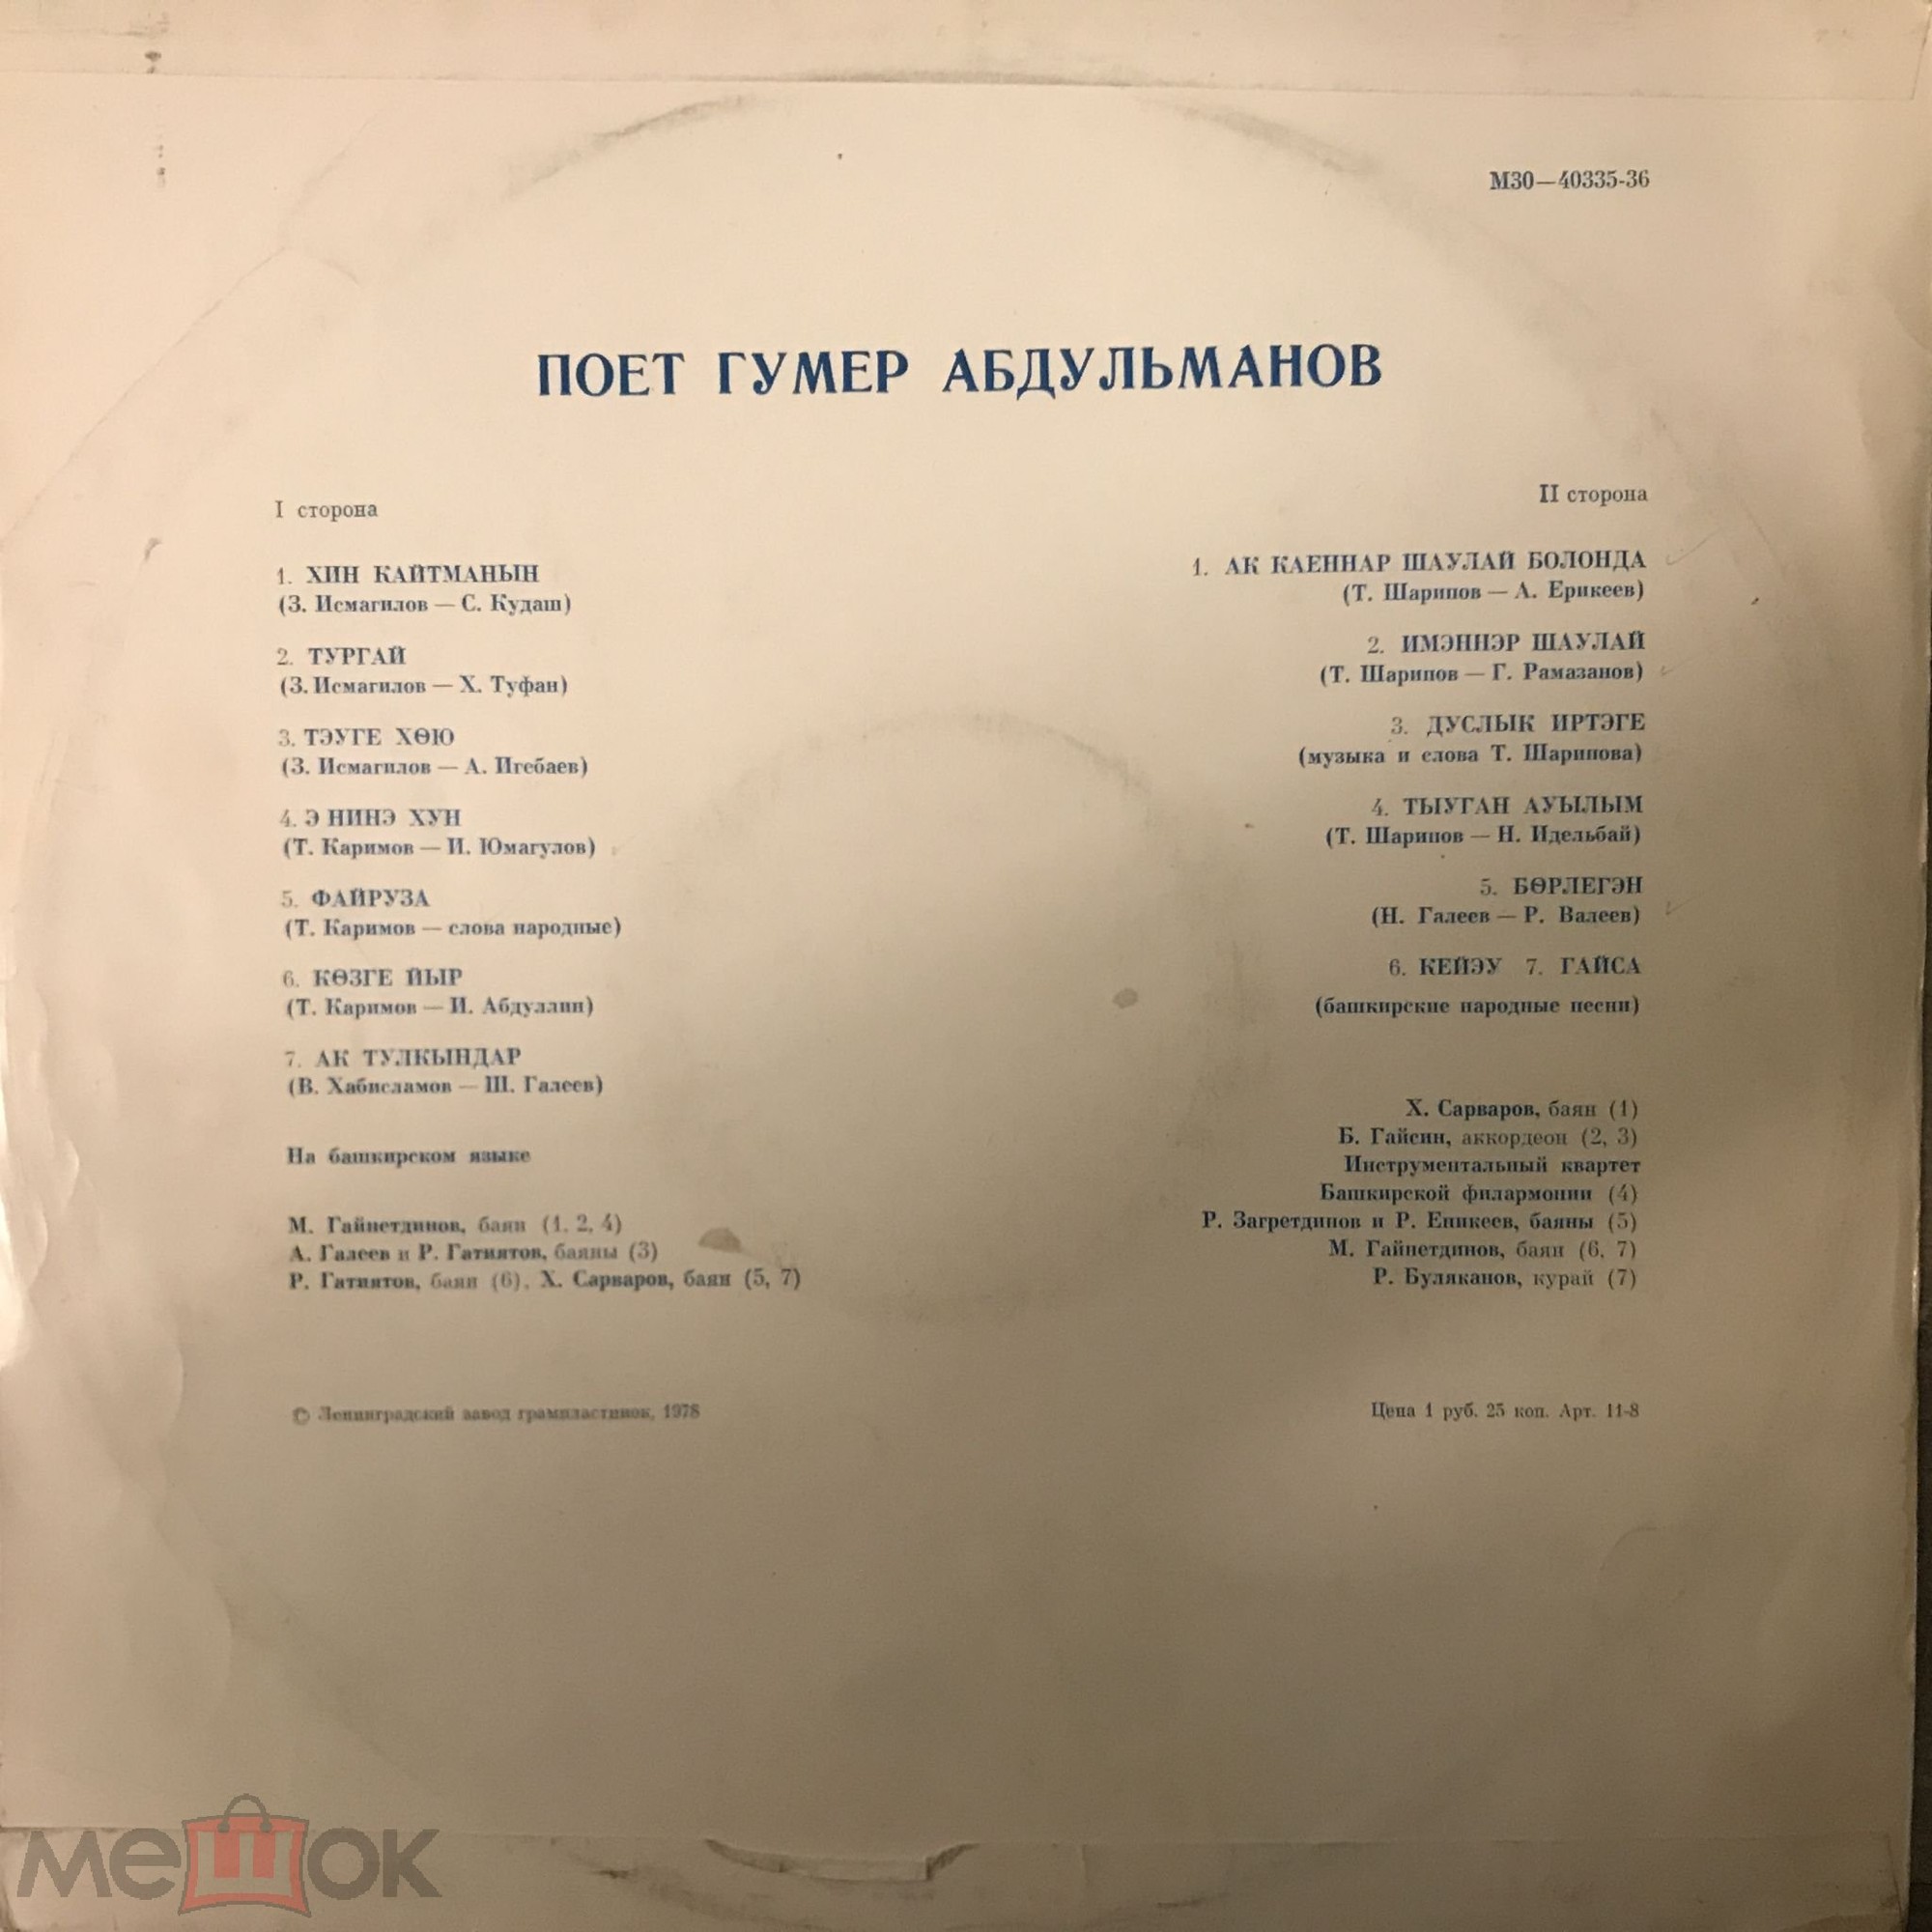 М30—40335-36
ПОЕТ ГУМЕР АБДУЛЬМАНОВ
I сторона
1. ХИН КАЙТМАНЫН
(З. Исмагилов — С. Кудаш)
2. ТУРГАЙ
(З. Исмагилов — Х. Туфан)
3. ТЭУГЕ ХӨЮ
(З. Исмагилов — А. Игебаев)
4. Э НИНЭ ХУН
(Т. Каримов — И. Юмагулов)
5. ФАЙРУЗА
(Т. Каримов — слова народные)
6. КӨЗГЕ ЙЫР
(Т. Каримов — И. Абдуллин)
7. АК ТУЛКЫНДАР
(В. Хабисламов — Ш. Галеев)
На башкирском языке
М. Гайнетдинов, баян (1, 2, 4)
А. Галеев и Р. Гатиятов, баяны (3)
Р. Гатиятов, баян (6), Х. Сарваров, баян (5, 7)
© Ленинградский завод грампластинок, 1978
II сторона
1. АК КАЕННАР ШАУЛАЙ БОЛОНДА
(Т. Шарипов — А. Ерикеев)
2. ИМЭННЭР ШАУЛАЙ
(Т. Шарипов — Г. Рамазанов)
3. ДУСЛЫК ИРТЭГЕ
(музыка и слова Т. Шарипова)
4. ТЫУГАН АУЫЛЫМ
(Т. Шарипов — Н. Идельбай)
5. БӨРЛЕГЭН
(Н. Галеев — Р. Валеев)
6. КЕЙЭУ 7. ГАЙСА
(башкирские народные песни)
Х. Сарваров, баян (1)
Б. Гайсин, аккордеон (2, 3)
Инструментальный квартет
Башкирской филармонии (4)
Р. Загретдинов и Р. Еникеев, баяны (5)
М. Гайнетдинов, баян (6, 7)
Р. Буляканов, курай (7)
Цена 1 руб. 25 коп. Арт. 11-8
мешок